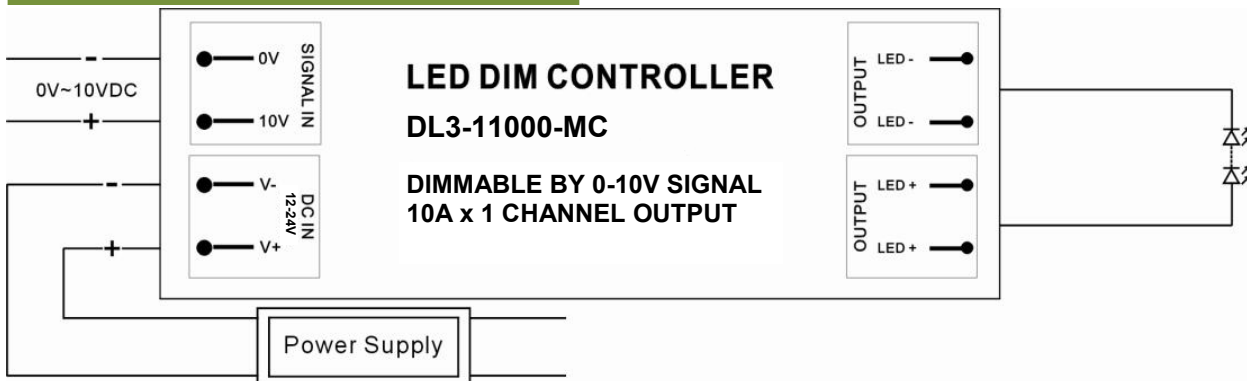 -
0V~10VDC
+
-
+
0V
10V
SIGNAL IN
V-
V+
DC IN
12-24V
LED DIM CONTROLLER
DL3-11000-MC
DIMMABLE BY 0-10V SIGNAL
10A x 1 CHANNEL OUTPUT
OUTPUT
LED -
LED -
OUTPUT
LED +
LED +
Power Supply